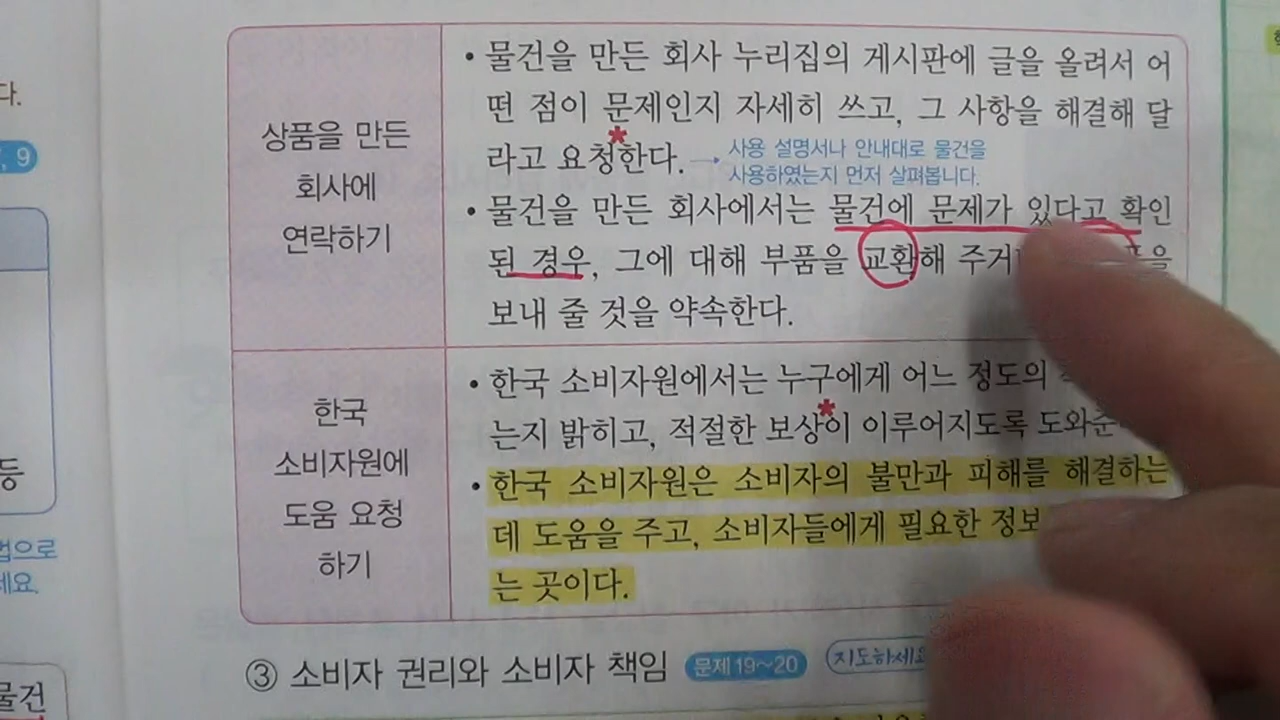 다.
, 9
등
법으로
세요.
물건
상품을 만든
회사에
연락하기
• 물건을 만든 회사 누리집의 게시판에 글을 올려서 어
떤 점이 문제인지 자세히 쓰고, 그 사항을 해결해 달
라고 요청한다.
→ 사용 설명서나 안내대로 물건을
사용하였는지 먼저 살펴봅니다.
• 물건을 만든 회사에서는 물건에 문제가 있다고 확인
된 경우, 그에 대해 부품을 교환해 주거
보내 줄 것을 약속한다.
한국
소비자원에
도움 요청
하기
• 한국 소비자원에서는 누구에게 어느 정도의
는지 밝히고, 적절한 보상이 이루어지도록 도와준
• 한국 소비자원은 소비자의 불만과 피해를 해결하는
데 도움을 주고, 소비자들에게 필요한 정보
는 곳이다.
③ 소비자 권리와 소비자 책임 문제 19~20 지도하세요